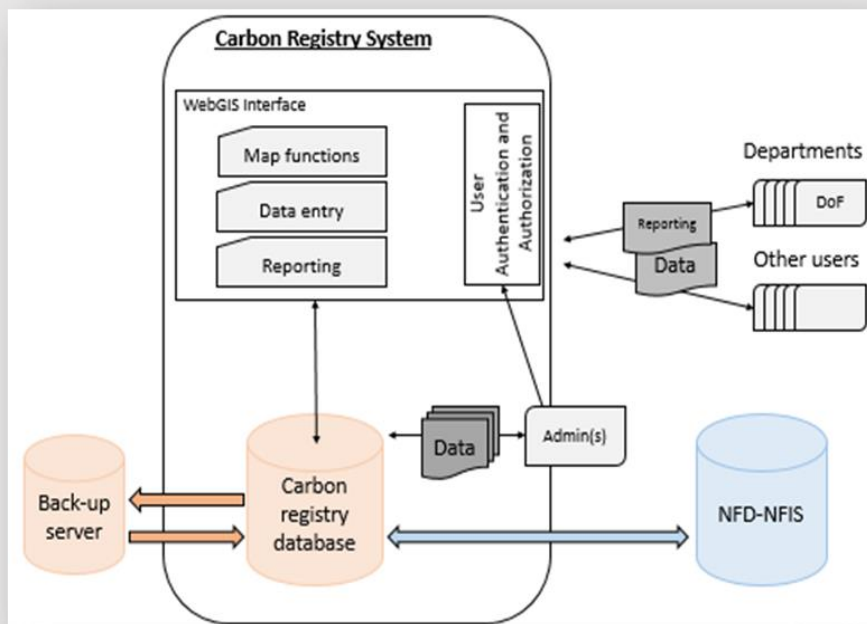 Carbon Registry System
WebGIS Interface
Map functions
Data entry
Reporting
User
Authentication and
Authorization
Departments
DoF
Reporting
Data
Other users
Data
Admin(s)
Back-up
server
Carbon
registry
database
NFD-NFIS